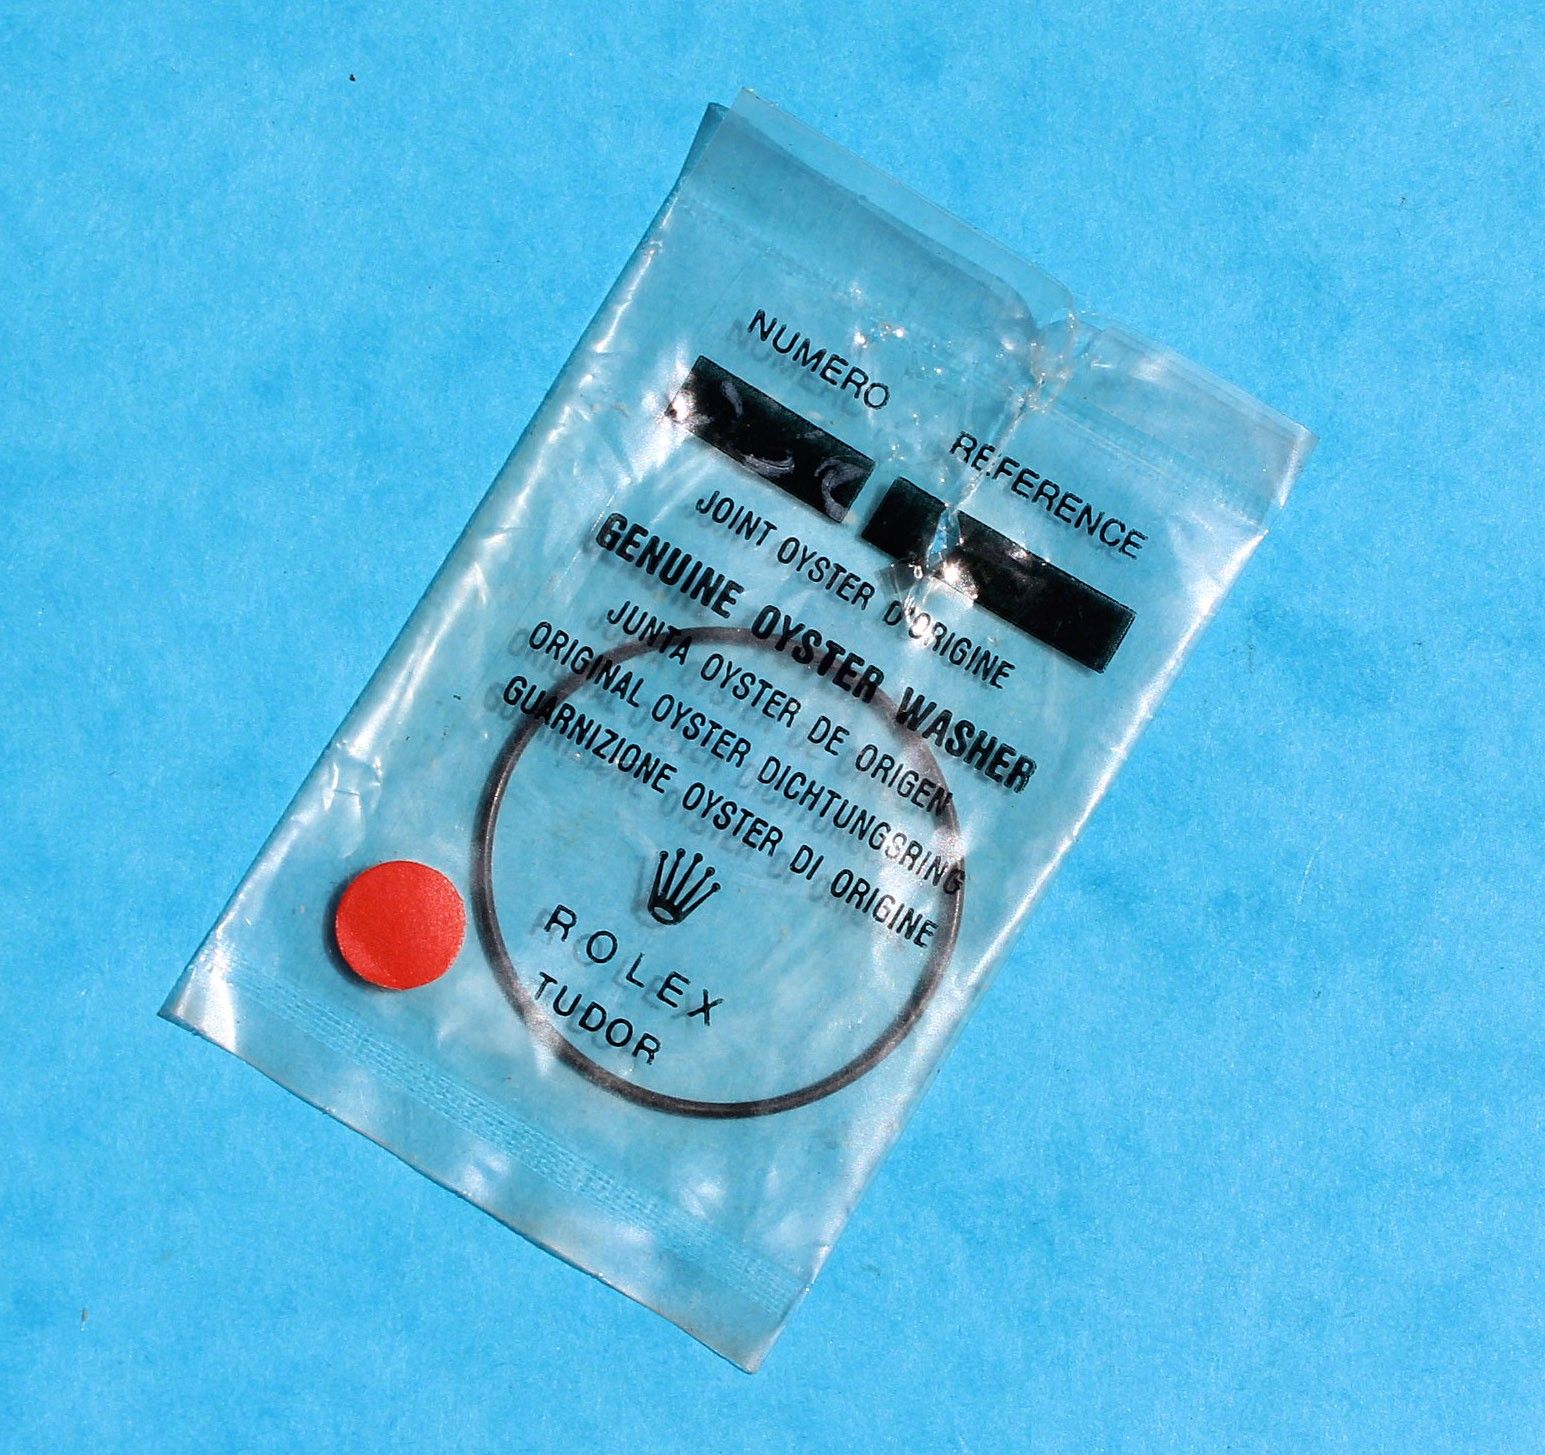 NUMERO
REFERENCE
JOINT OYSTER D'ORIGINE
GENUINE OYSTER WASHER
JUNTA OYSTER DE ORIGEN
ORIGINAL OYSTER DICHTUNGSRING
GUARNIZIONE OYSTER DI ORIGINE
ROLEX
TUDOR